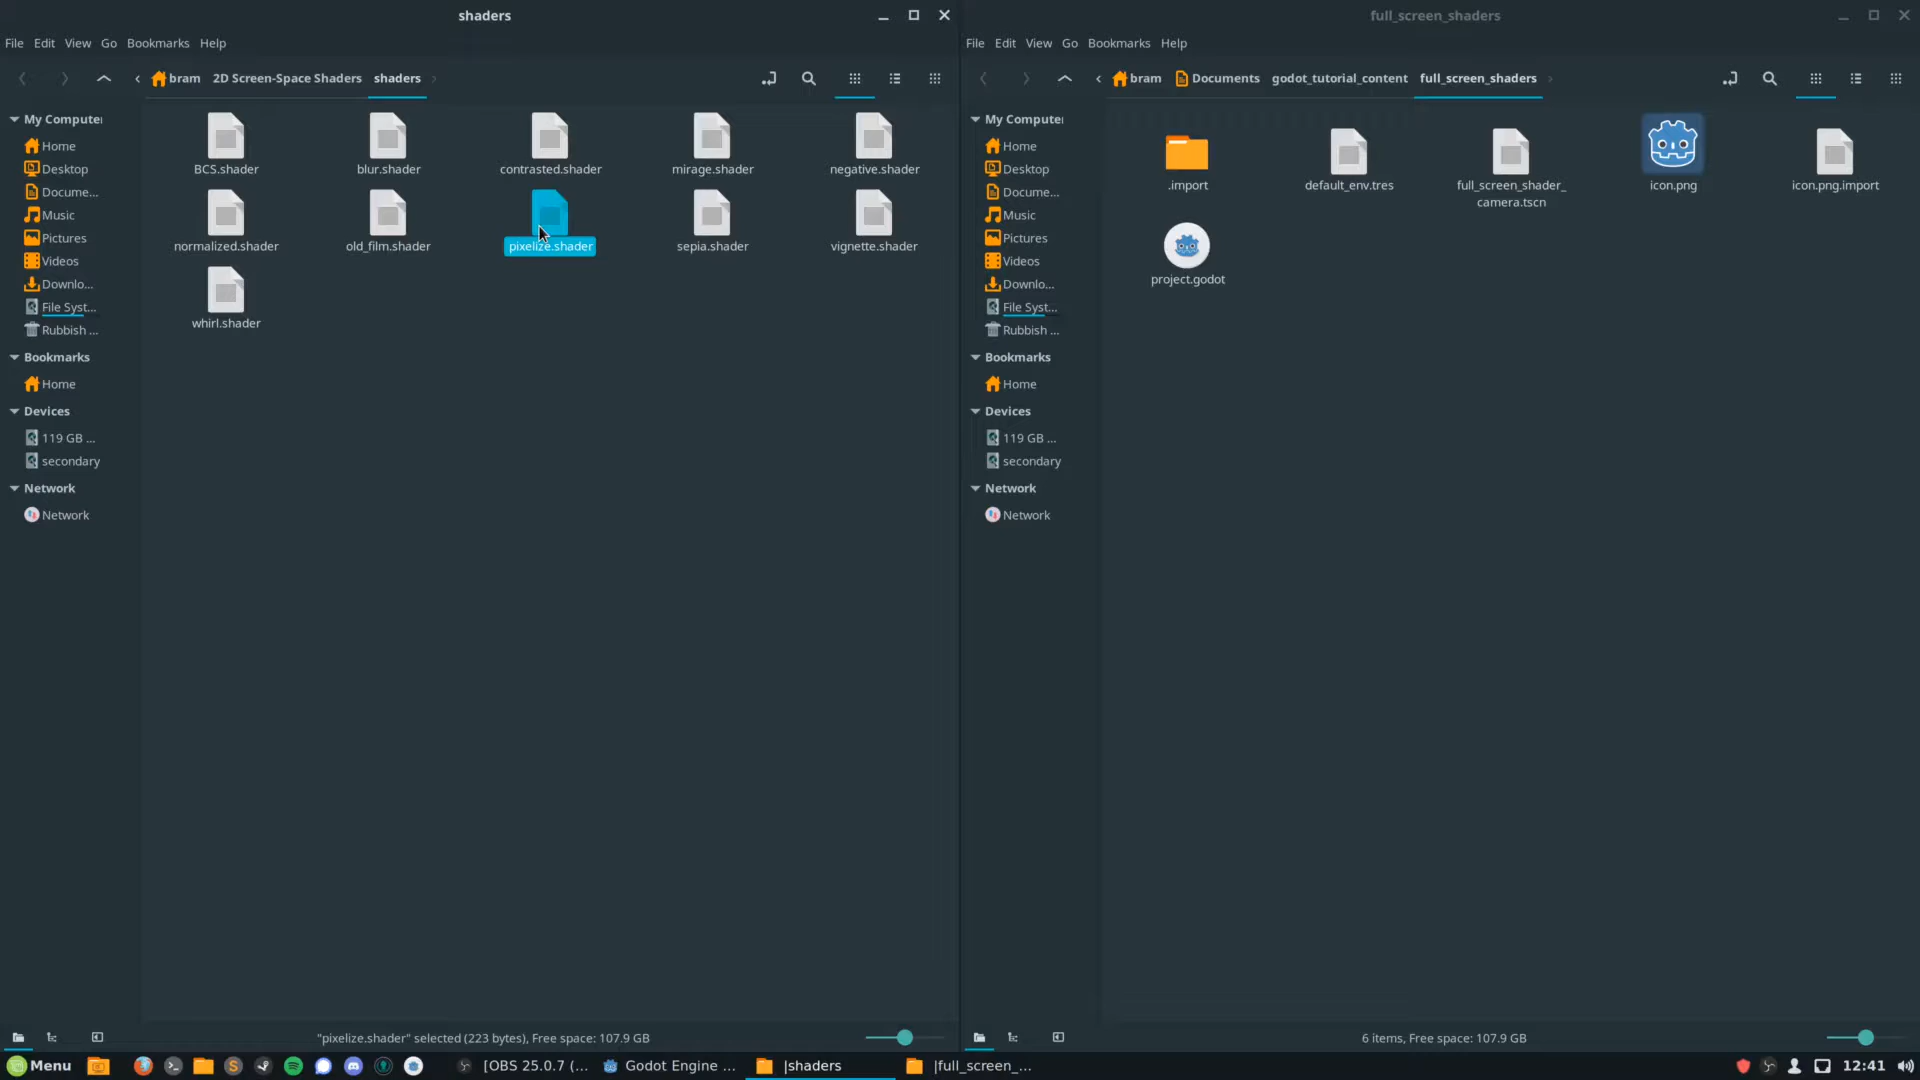 shaders
File Edit View Go Bookmarks Help
bram 2D Screen-Space Shaders shaders
My Compute
Home
Desktop
Docume...
Music
Pictures
Videos
Downlo...
File Syst...
Rubbish ...
Bookmarks
Home
Devices
119 GB ...
secondary
Network
Network
BCS.shader blur.shader contrasted.shader mirage.shader negative.shader
normalized.shader old_film.shader pixelize.shader sepia.shader vignette.shader
whirl.shader
"pixelize.shader" selected (223 bytes), Free space: 107.9 GB
full_screen_shaders
File Edit View Go Bookmarks Help
bram Documents godot_tutorial_content full_screen_shaders
My Compute
Home
Desktop
Docume...
Music
Pictures
Videos
Downlo...
File Syst...
Rubbish ...
Bookmarks
Home
Devices
119 GB ...
secondary
Network
Network
.import default_env.tres full_screen_shader_ icon.png icon.png.import
camera.tscn
project.godot
6 items, Free space: 107.9 GB
Menu [OBS 25.0.7 (... Godot Engine ... |shaders |full_screen_... 12:41